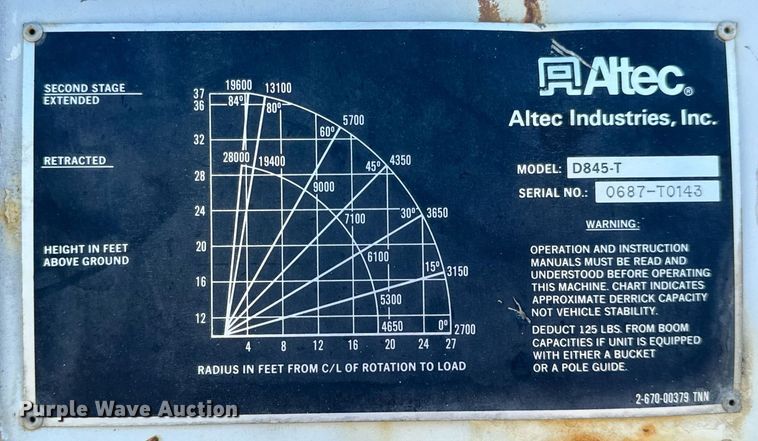 SECOND STAGE
EXTENDED
RETRACTED
HEIGHT IN FEET
ABOVE GROUND
19600 13100
37 84° 80°
36
5700
32 60°
28000 19400 45° 4350
28 9000
24 7100 30° 3650
20 6100
16 15° 3150
5300
12 4650 0° 2700
4 8 12 16 20 24 27
RADIUS IN FEET FROM C/L OF ROTATION TO LOAD
Altec®
Altec Industries, Inc.
MODEL: D845-T
SERIAL NO.: 0687-T0143
WARNING:
OPERATION AND INSTRUCTION
MANUALS MUST BE READ AND
UNDERSTOOD BEFORE OPERATING
THIS MACHINE. CHART INDICATES
APPROXIMATE DERRICK CAPACITY
NOT VEHICLE STABILITY.
DEDUCT 125 LBS. FROM BOOM
CAPACITIES IF UNIT IS EQUIPPED
WITH EITHER A BUCKET
OR A POLE GUIDE.
2-670-00379 TNN
Purple Wave Auction